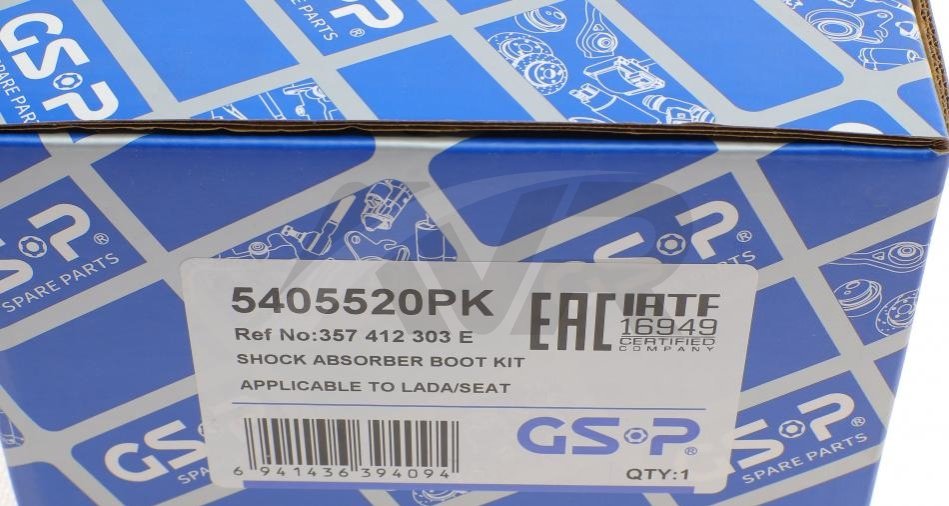 GS·P®
SPARE PARTS
GS·P®
SPARE PARTS
GS·P®
SPARE PARTS
AVR
5405520PK
Ref No:357 412 303 E
SHOCK ABSORBER BOOT KIT
APPLICABLE TO LADA/SEAT
EAC
IATF
16949
CERTIFIED
COMPANY
6 941436 394094
GS·P®
QTY:1
GS·P®
SPARE PARTS